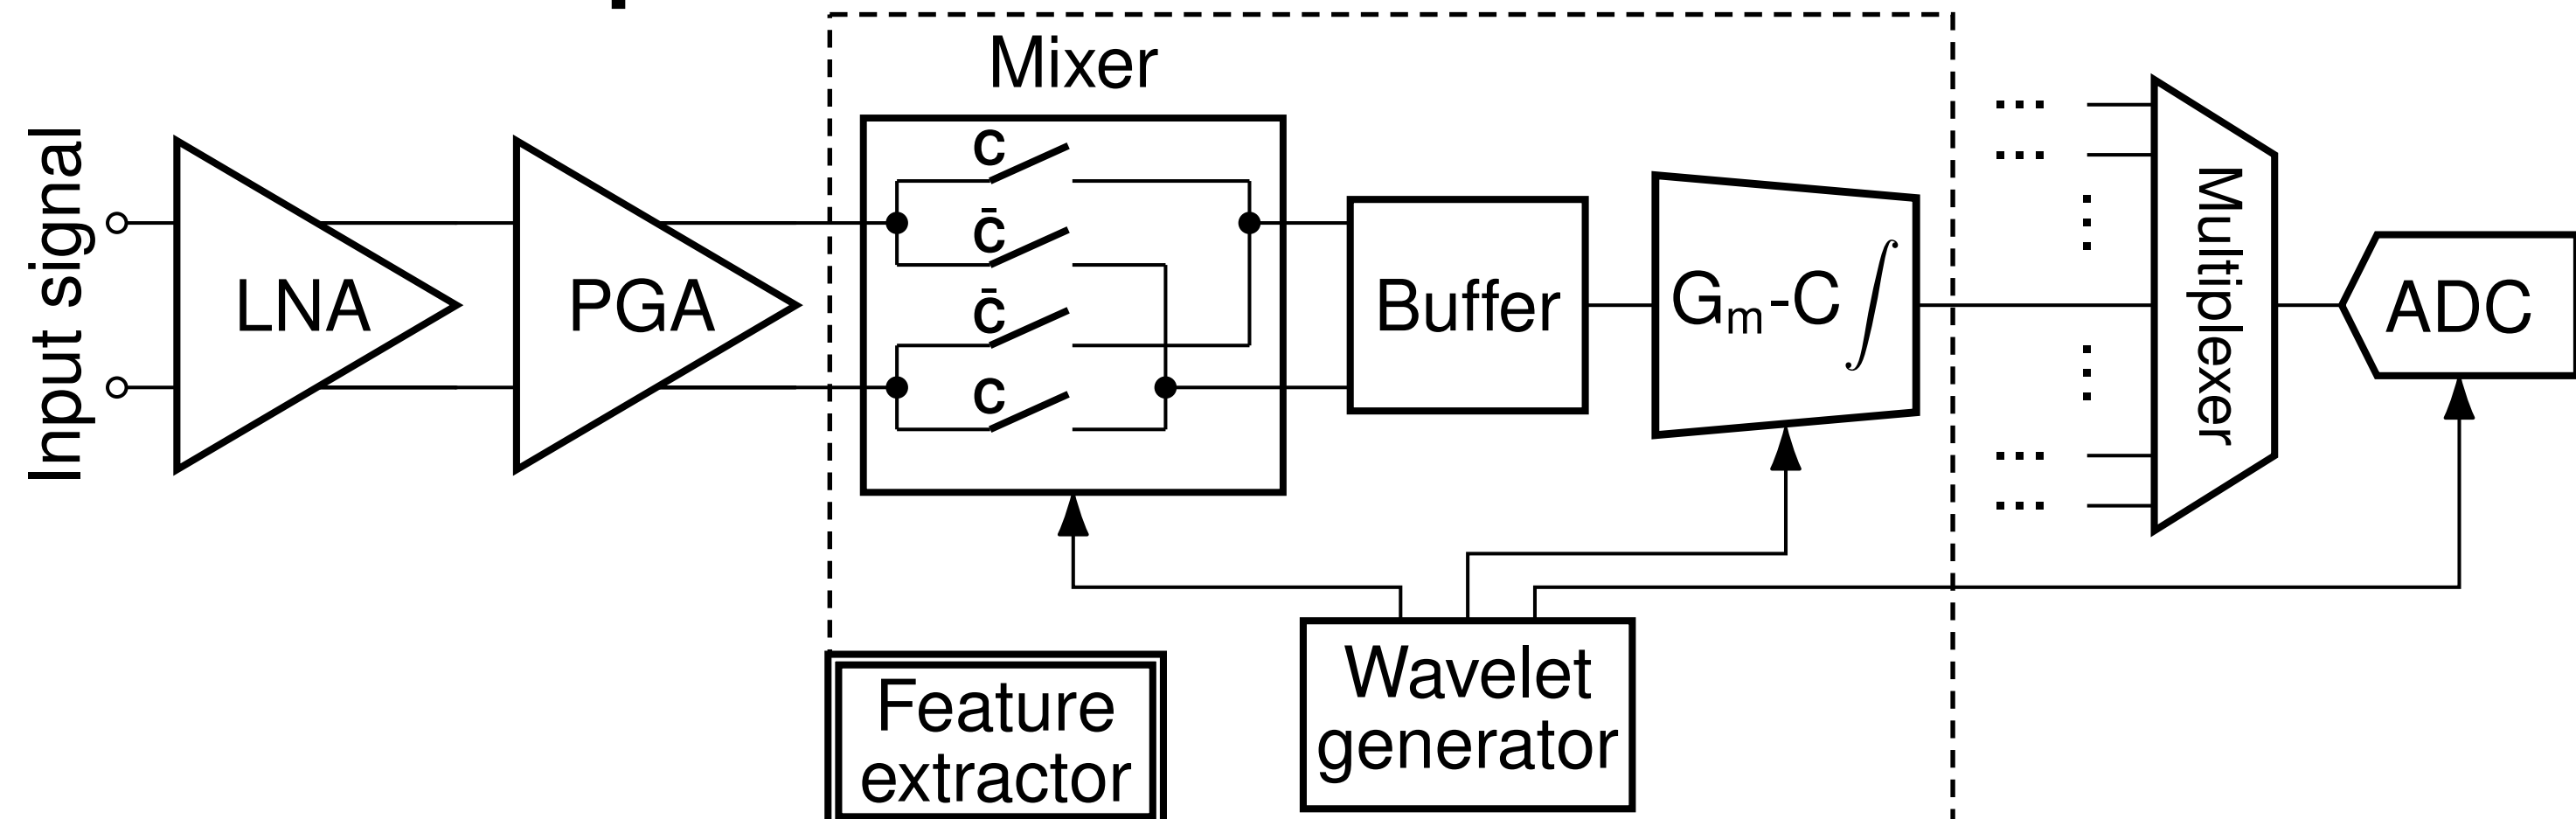 Mixer
Input signal
LNA
PGA
C
C̄
C̄
C
Buffer
Gm-C ∫
Multiplexer
ADC
Wavelet
generator
Feature
extractor